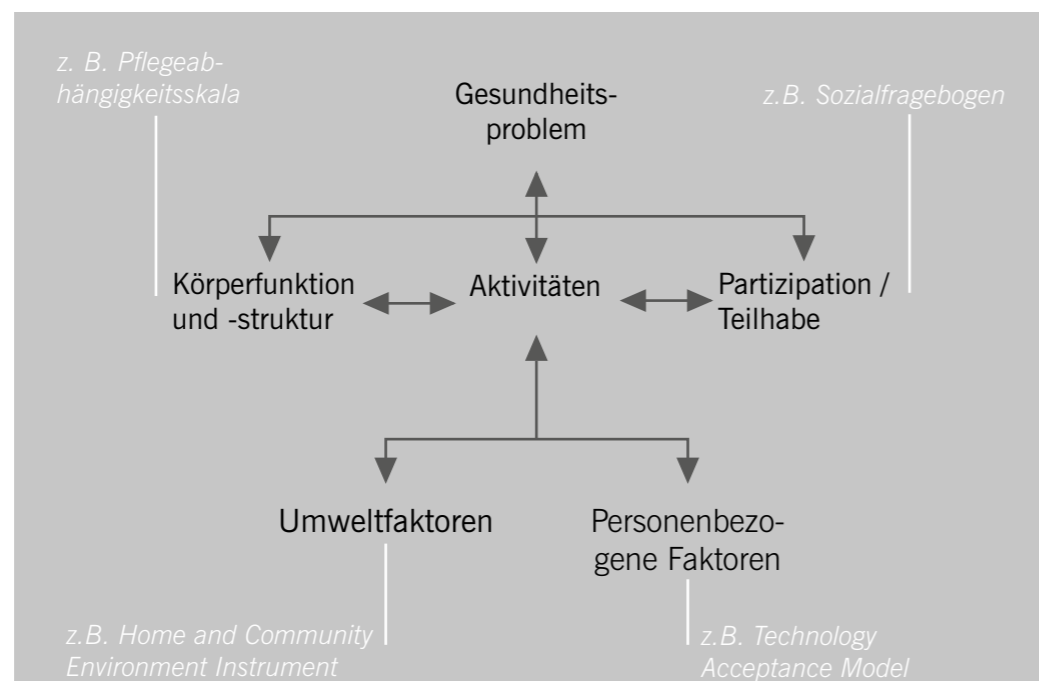 z. B. Pflegeab-
hängigkeitsskala
Gesundheits-
problem
z.B. Sozialfragebogen
Körperfunktion
und -struktur
Aktivitäten
Partizipation /
Teilhabe
Umweltfaktoren
Personenbezo-
gene Faktoren
z.B. Home and Community
Environment Instrument
z.B. Technology
Acceptance Model